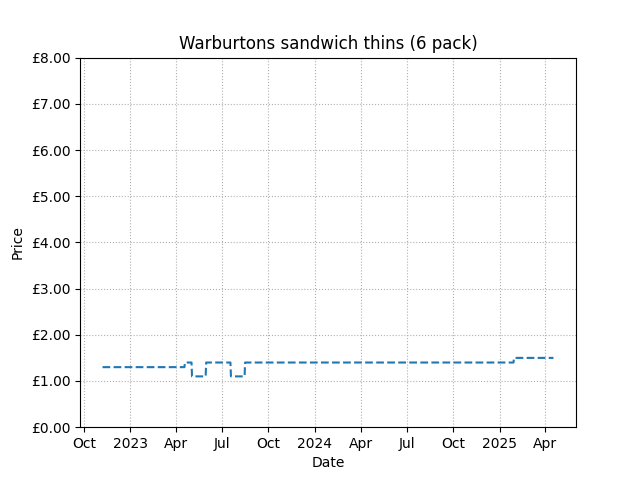 Warburtons sandwich thins (6 pack)
£8.00
£7.00
£6.00
£5.00
£4.00
£3.00
£2.00
£1.00
£0.00
Price
Oct 2023 Apr Jul Oct 2024 Apr Jul Oct 2025 Apr
Date